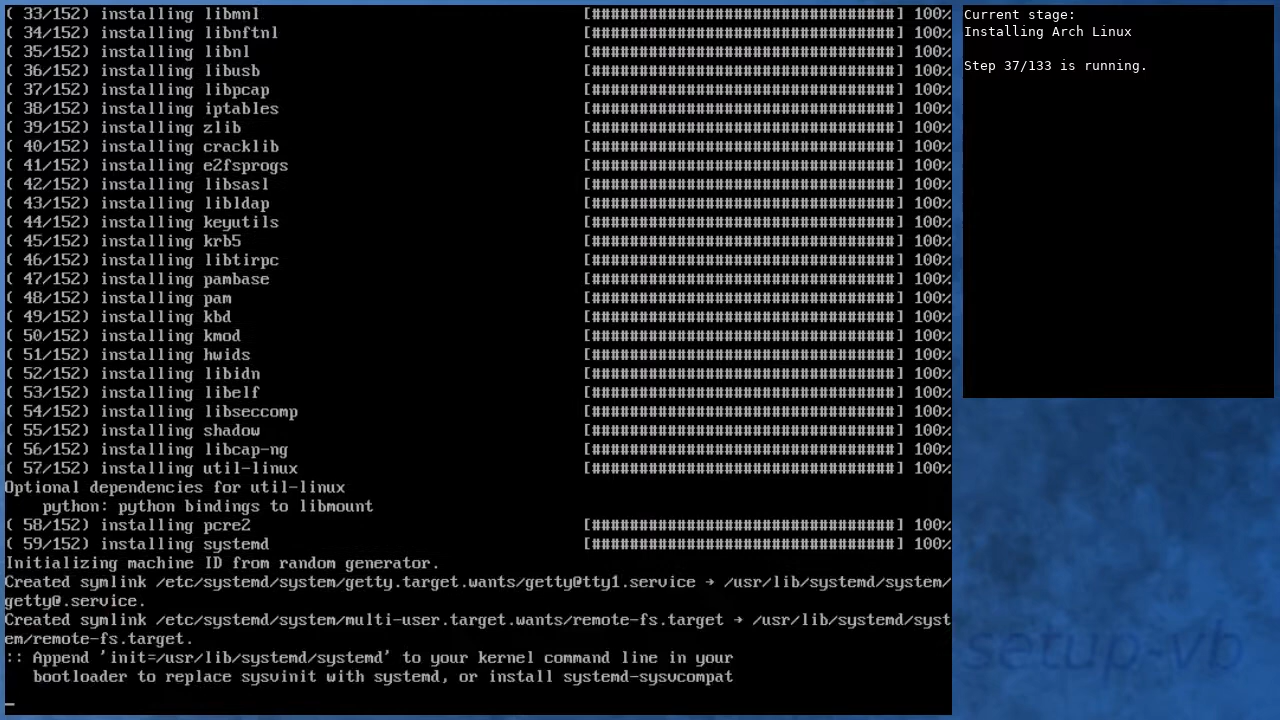 ( 33/152) installing libmnl [################################] 100%
( 34/152) installing libnftnl [################################] 100%
( 35/152) installing libnl [################################] 100%
( 36/152) installing libusb [################################] 100%
( 37/152) installing libpcap [################################] 100%
( 38/152) installing iptables [################################] 100%
( 39/152) installing zlib [################################] 100%
( 40/152) installing cracklib [################################] 100%
( 41/152) installing e2fsprogs [################################] 100%
( 42/152) installing libsasl [################################] 100%
( 43/152) installing libldap [################################] 100%
( 44/152) installing keyutils [################################] 100%
( 45/152) installing krb5 [################################] 100%
( 46/152) installing libtirpc [################################] 100%
( 47/152) installing pambase [################################] 100%
( 48/152) installing pam [################################] 100%
( 49/152) installing kbd [################################] 100%
( 50/152) installing kmod [################################] 100%
( 51/152) installing hwids [################################] 100%
( 52/152) installing libidn [################################] 100%
( 53/152) installing libelf [################################] 100%
( 54/152) installing libseccomp [################################] 100%
( 55/152) installing shadow [################################] 100%
( 56/152) installing libcap-ng [################################] 100%
( 57/152) installing util-linux [################################] 100%
Optional dependencies for util-linux
    python: python bindings to libmount
( 58/152) installing pcre2 [################################] 100%
( 59/152) installing systemd [################################] 100%
Initializing machine ID from random generator.
Created symlink /etc/systemd/system/getty.target.wants/getty@tty1.service → /usr/lib/systemd/system/
getty@.service.
Created symlink /etc/systemd/system/multi-user.target.wants/remote-fs.target → /usr/lib/systemd/syst
em/remote-fs.target.
:: Append 'init=/usr/lib/systemd/systemd' to your kernel command line in your
   bootloader to replace sysvinit with systemd, or install systemd-sysvcompat
_
Current stage:
Installing Arch Linux
Step 37/133 is running.
setup-vb